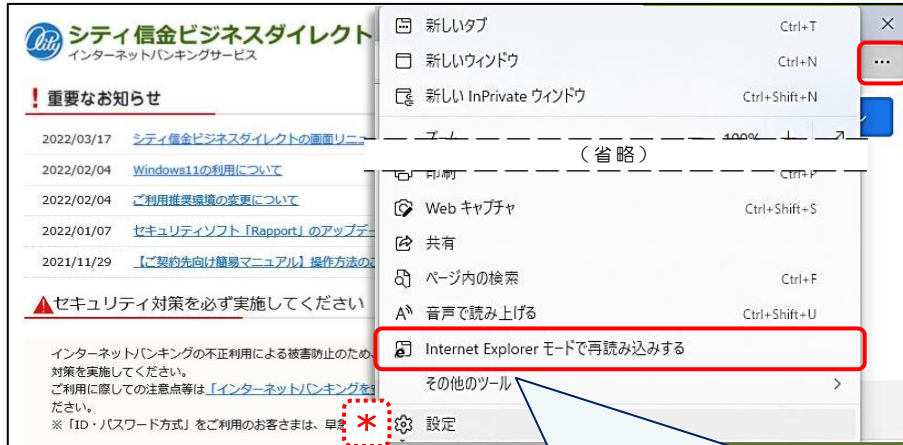 City
シティ信金ビジネスダイレクト
インターネットバンキングサービス
!重要なお知らせ
2022/03/17 シティ信金ビジネスダイレクトの画面リニュー
2022/02/04 Windows11の利用について
2022/02/04 ご利用推奨環境の変更について
2022/01/07 セキュリティソフト「Rapport」のアップデー
2021/11/29 【ご契約先向け簡易マニュアル】操作方法のご
セキュリティ対策を必ず実施してください
インターネットバンキングの不正利用による被害防止のため、
対策を実施してください。
ご利用に際しての注意点等は「インターネットバンキングを
ださい。
※「ID・パスワード方式」をご利用のお客さまは、早急
*
新しいタブ Ctrl+T
新しいウィンドウ Ctrl+N
新しい InPrivate ウィンドウ Ctrl+Shift+N
ズーム 100% +
(省略)
印刷 Ctrl+P
Web キャプチャ Ctrl+Shift+S
共有
ページ内の検索 Ctrl+F
音声で読み上げる Ctrl+Shift+U
Internet Explorer モードで再読み込みする
その他のツール
設定